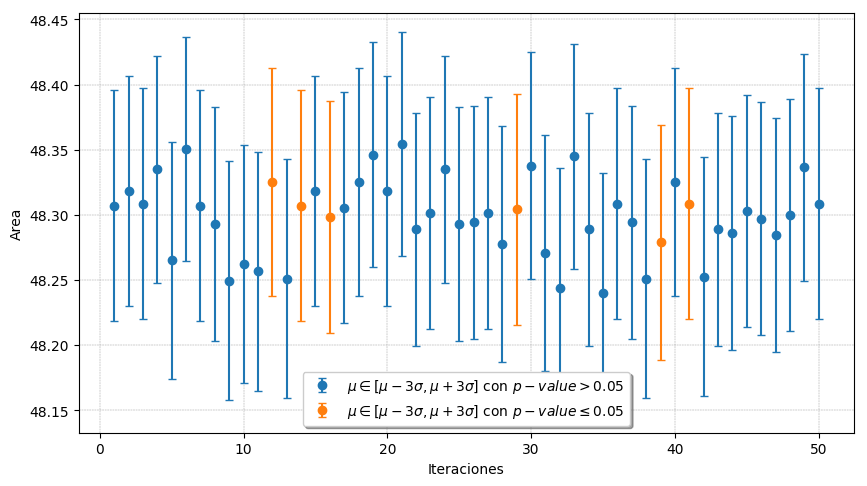 48.45
48.40
48.35
48.30
48.25
48.20
48.15
Area
μ ∈ [μ − 3σ, μ + 3σ] con p − value > 0.05
μ ∈ [μ − 3σ, μ + 3σ] con p − value ≤ 0.05
0 10 20 30 40 50
Iteraciones